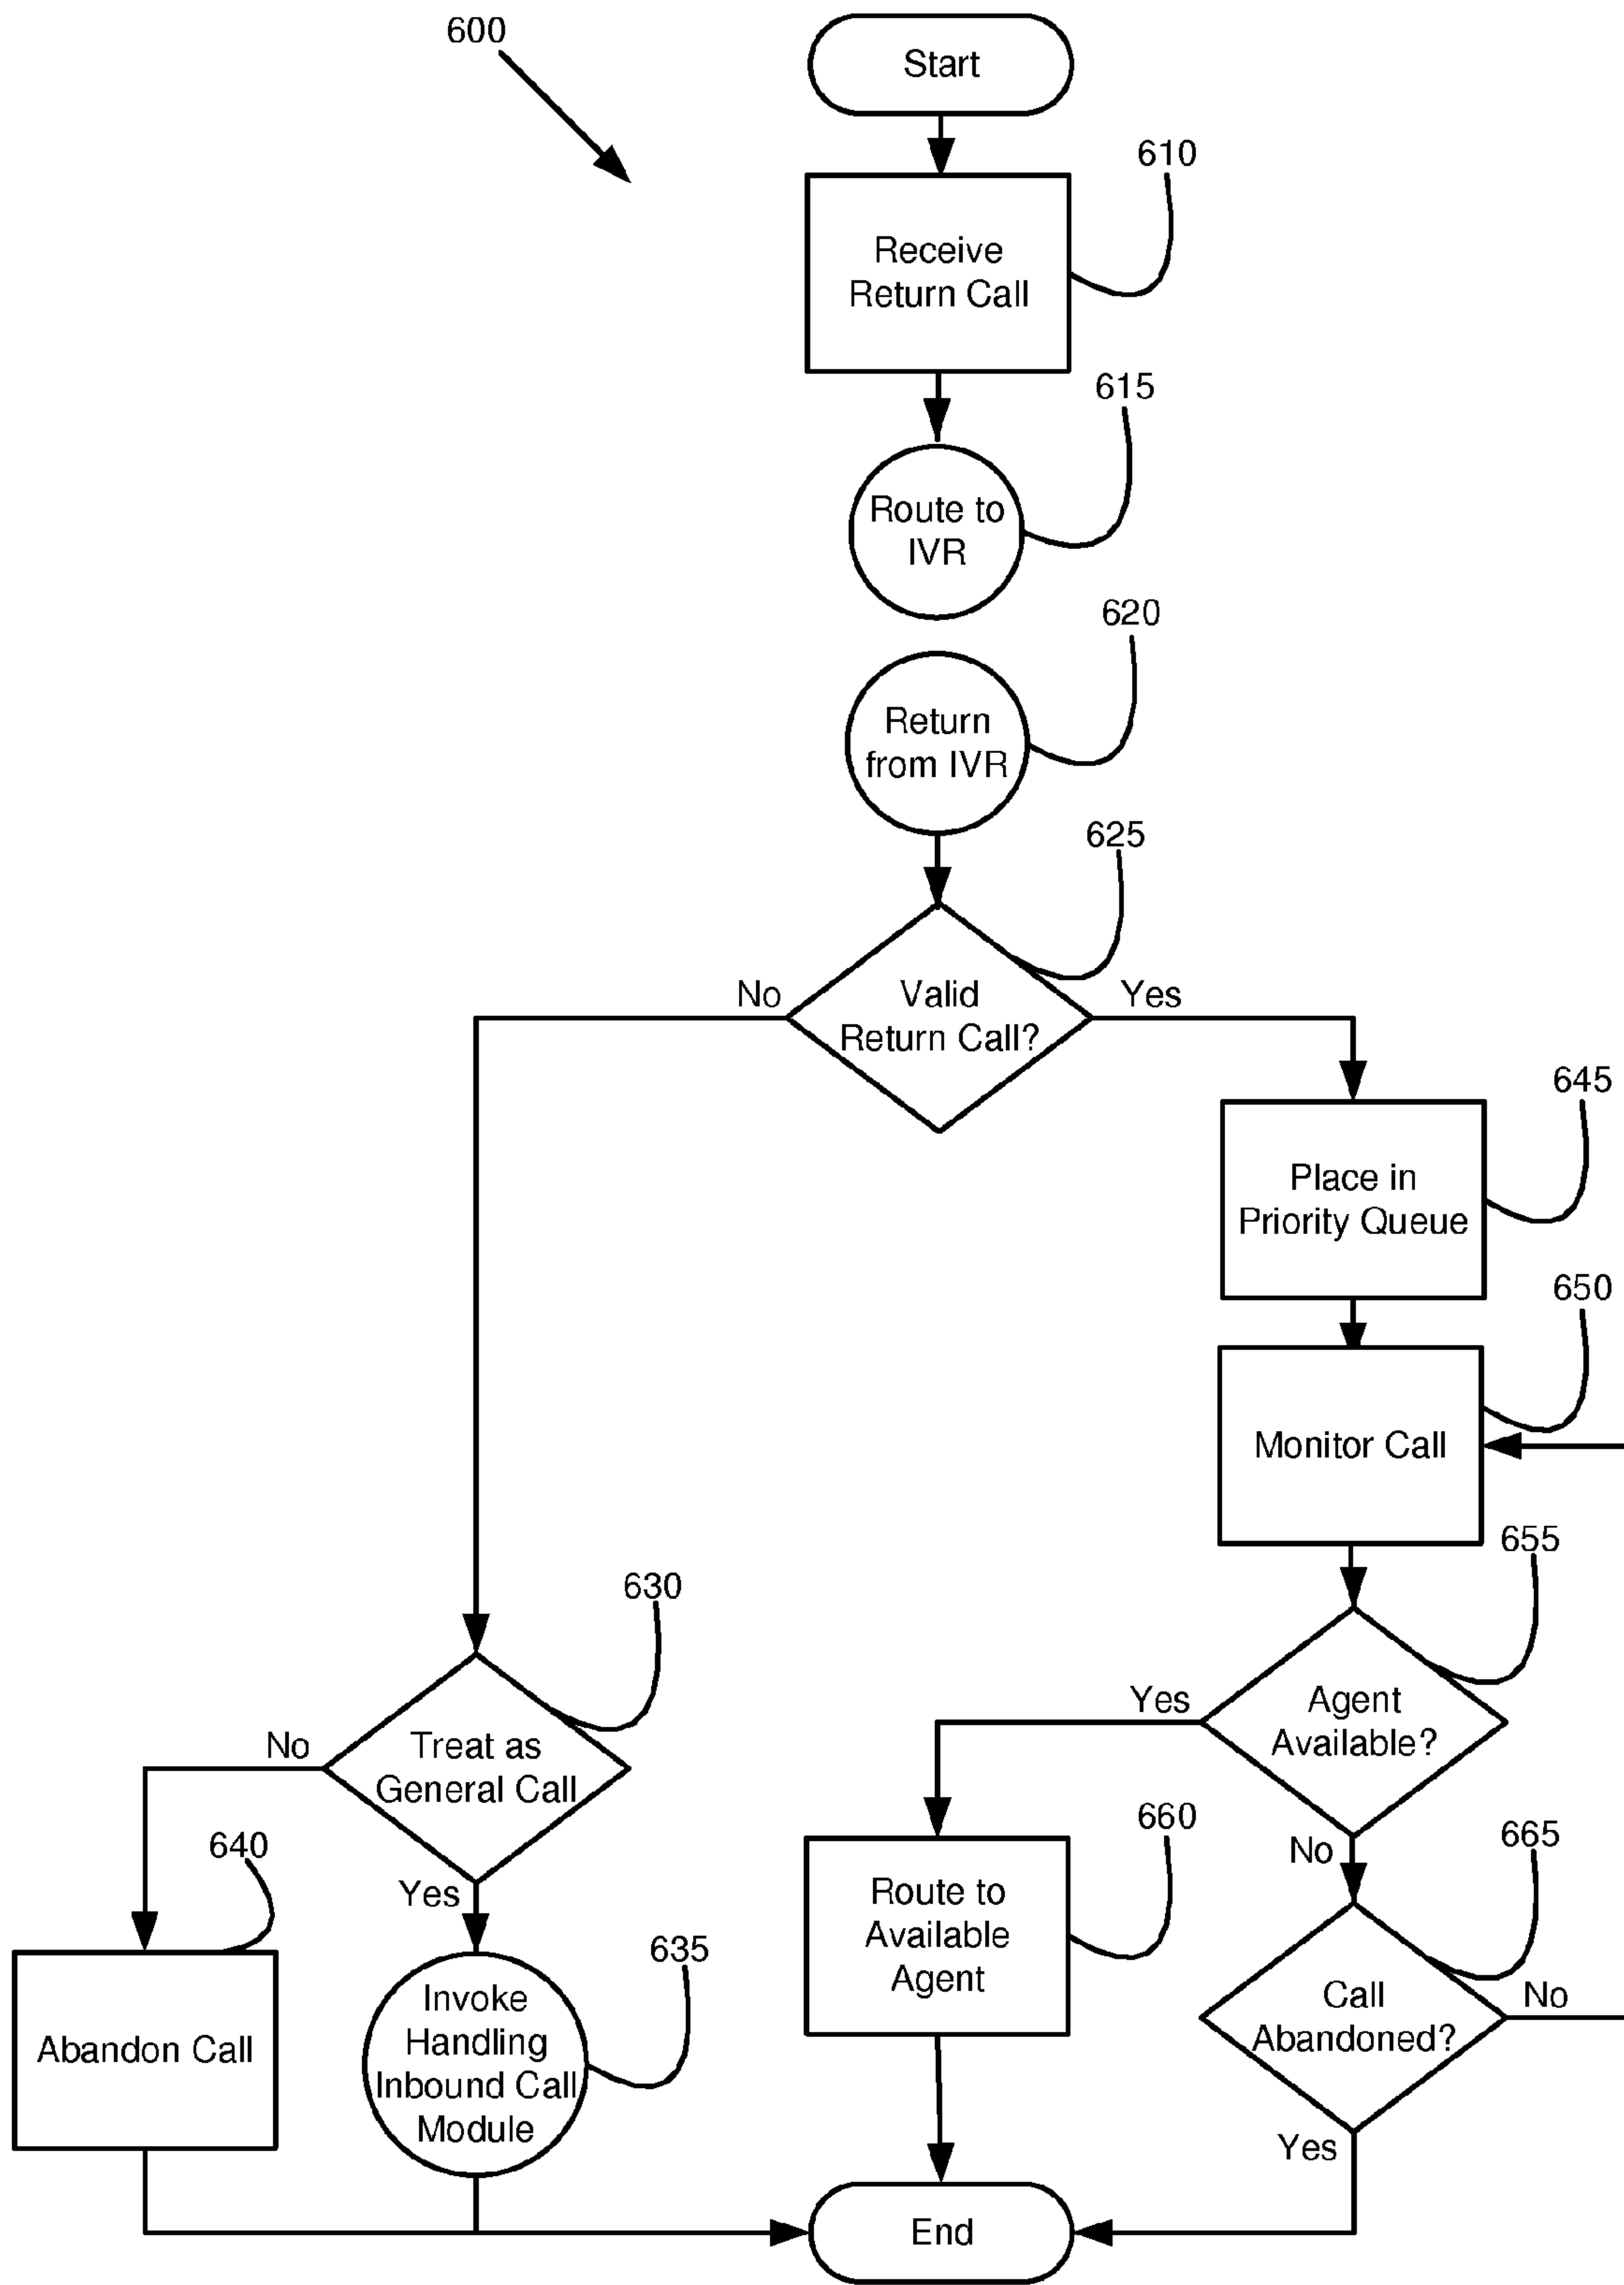 600
Start
610
Receive
Return Call
615
Route to
IVR
620
Return
from IVR
625
No
Valid
Return Call?
Yes
645
Place in
Priority Queue
650
Monitor Call
655
630
Yes
Agent
Available?
No
Treat as
General Call
660
665
No
640
Yes
Route to
Available
Agent
635
Call
Abandoned?
No
Abandon Call
Invoke
Handling
Inbound Call
Module
Yes
End